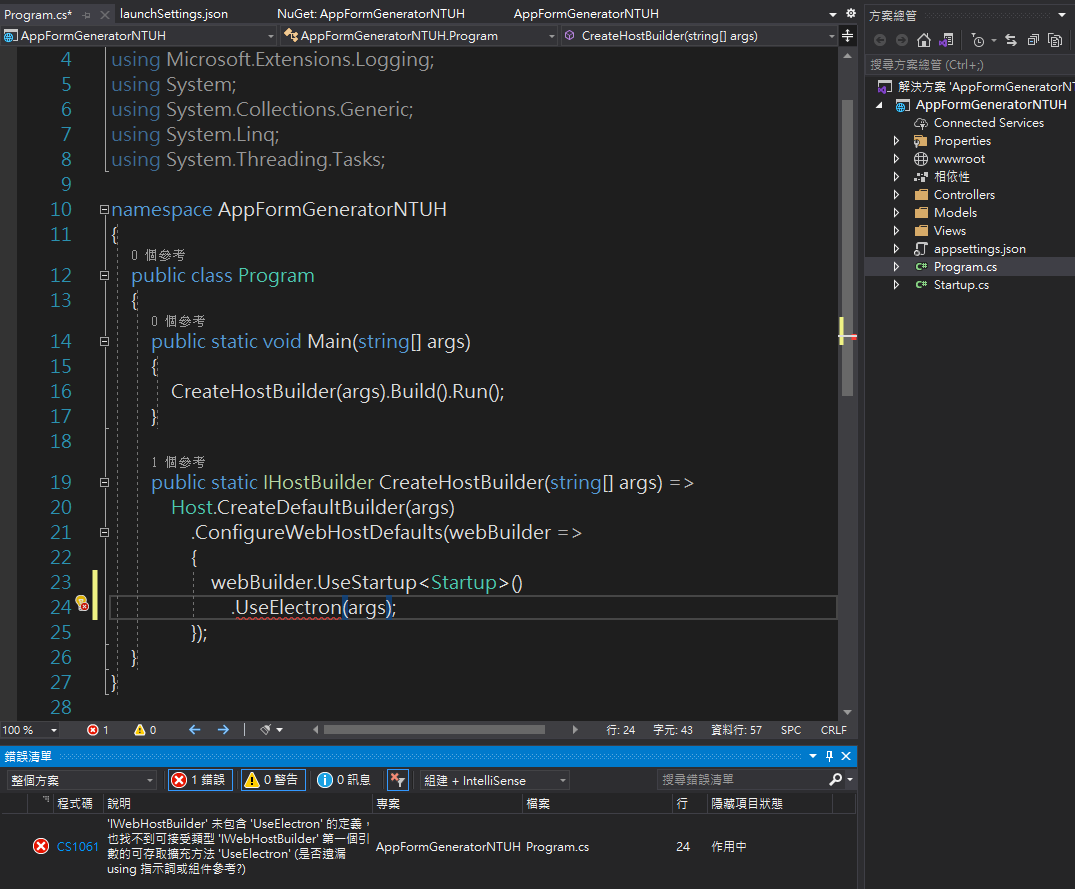 Program.cs*
launchSettings.json
NuGet: AppFormGeneratorNTUH
AppFormGeneratorNTUH
AppFormGeneratorNTUH
AppFormGeneratorNTUH.Program
CreateHostBuilder(string[] args)
4 using Microsoft.Extensions.Logging;
5 using System;
6 using System.Collections.Generic;
7 using System.Linq;
8 using System.Threading.Tasks;
9
10 namespace AppFormGeneratorNTUH
11 {
0 個參考
12 public class Program
13 {
0 個參考
14 public static void Main(string[] args)
15 {
16 CreateHostBuilder(args).Build().Run();
17 }
18
1 個參考
19 public static IHostBuilder CreateHostBuilder(string[] args) =>
20 Host.CreateDefaultBuilder(args)
21 .ConfigureWebHostDefaults(webBuilder =>
22 {
23 webBuilder.UseStartup<Startup>()
24 .UseElectron(args);
25 });
26 }
27 }
28
100 %
1
0
行: 24
字元: 43
資料行: 57
SPC
CRLF
錯誤清單
整個方案
1 錯誤
0 警告
0 訊息
組建 + IntelliSense
搜尋錯誤清單
程式碼
說明
專案
檔案
行
隱藏項目狀態
CS1061
'IWebHostBuilder' 未包含 'UseElectron' 的定義，
也找不到可接受類型 'IWebHostBuilder' 第一個引
數的可存取擴充方法 'UseElectron' (是否遺漏
using 指示詞或組件參考?)
AppFormGeneratorNTUH
Program.cs
24
作用中
方案總管
搜尋方案總管 (Ctrl+;)
解決方案 'AppFormGeneratorNT
AppFormGeneratorNTUH
Connected Services
Properties
wwwroot
相依性
Controllers
Models
Views
appsettings.json
C# Program.cs
C# Startup.cs